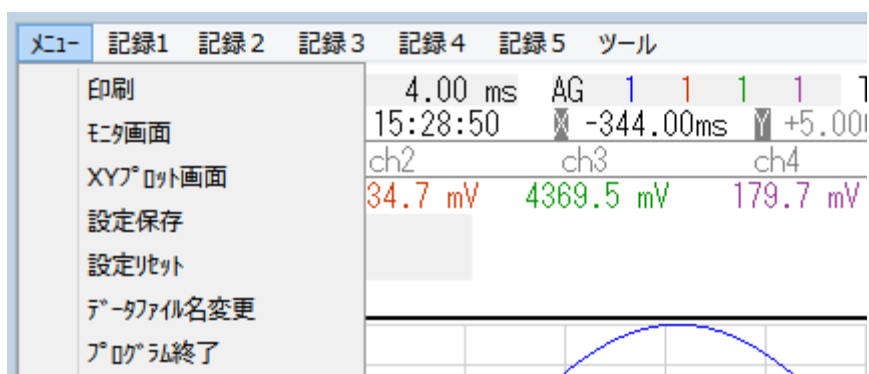 ﾒﾆｭｰ 記録1 記録2 記録3 記録4 記録5 ツール
印刷
ﾓﾆﾀ画面
XYﾌﾟﾛｯﾄ画面
設定保存
設定ﾘｾｯﾄ
ﾃﾞｰﾀﾌｧｲﾙ名変更
ﾌﾟﾛｸﾞﾗﾑ終了
4.00 ms AG 1 1 1 1
15:28:50 X -344.00ms Y +5.00
ch2 ch3 ch4
34.7 mV 4369.5 mV 179.7 mV